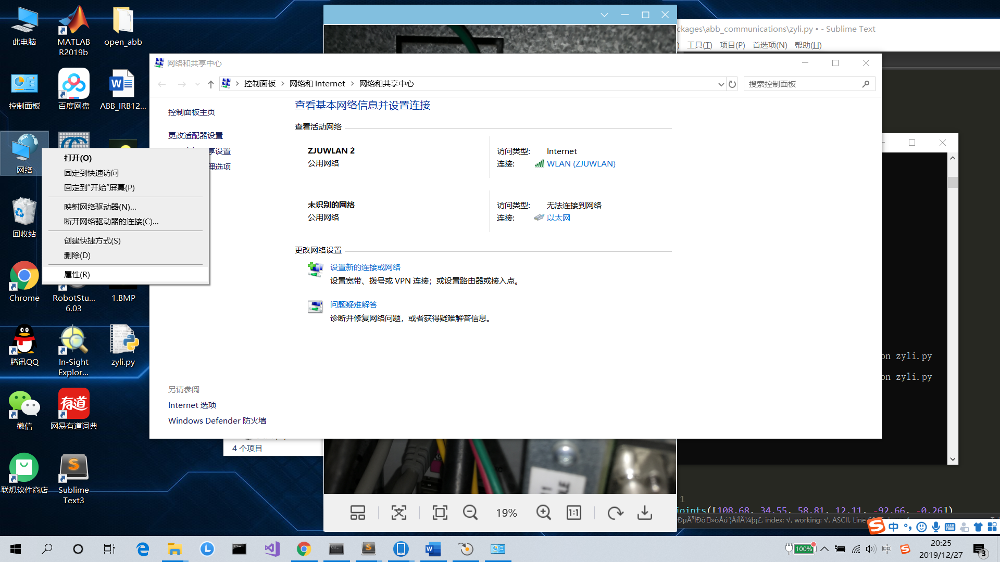 此电脑
MATLAB
R2019b
open_abb
控制面板
百度网盘
ABB_IRB12...
网络
回收站
Chrome
RobotStu...
6.03
1.BMP
腾讯QQ
In-Sight
Explor...
zyli.py
微信
网易有道词典
联想软件商店
Sublime
Text3
打开(O)
固定到快速访问
固定到“开始”屏幕(P)
映射网络驱动器(N)...
断开网络驱动器的连接(C)...
创建快捷方式(S)
删除(D)
属性(R)
网络和共享中心
控制面板 › 网络和 Internet › 网络和共享中心
搜索控制面板
控制面板主页
更改适配器设置
享设置
理选项
查看基本网络信息并设置连接
查看活动网络
ZJUWLAN 2
公用网络
访问类型: Internet
连接: WLAN (ZJUWLAN)
未识别的网络
公用网络
访问类型: 无法连接到网络
连接: 以太网
更改网络设置
设置新的连接或网络
设置宽带、拨号或 VPN 连接；或设置路由器或接入点。
问题疑难解答
诊断并修复网络问题，或者获得疑难解答信息。
另请参阅
Internet 选项
Windows Defender 防火墙
4 个项目
19%
1:1
ckages\abb_communications\zyli.py • - Sublime Text
) 工具(T) 项目(P) 首选项(N) 帮助(H)
on zyli.py
on zyli.py
1
joints([108.68, 34.55, 58.81, 12.11, -92.66, -0.26])
index: √, working: √, ASCII, Line
中
100%
中
20:25
2019/12/27
3